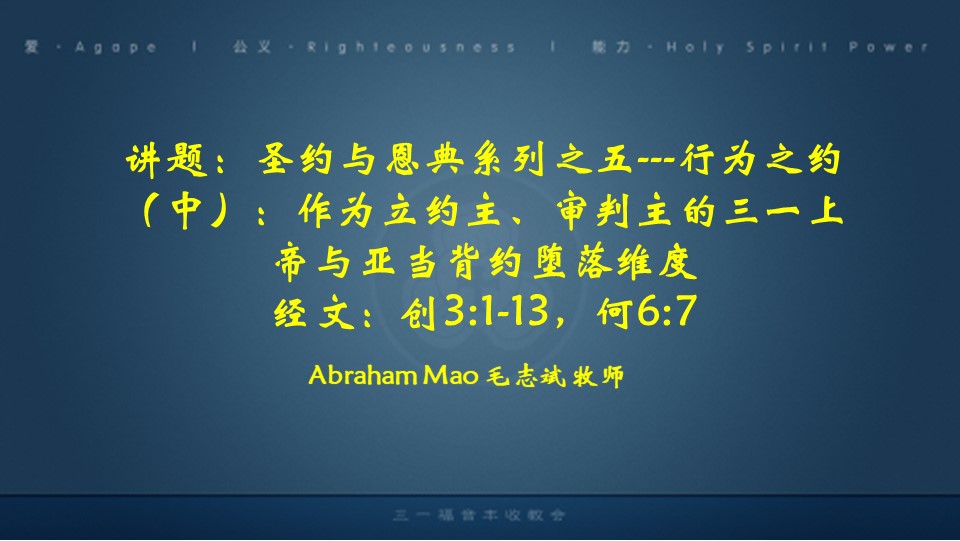 爱·Agape | 公义·Righteousness | 能力·Holy Spirit Power
讲题：圣约与恩典系列之五---行为之约
（中）：作为立约主、审判主的三一上
帝与亚当背约堕落维度
经文：创3:1-13，何6:7
Abraham Mao 毛志斌 牧师
三一福音丰收教会